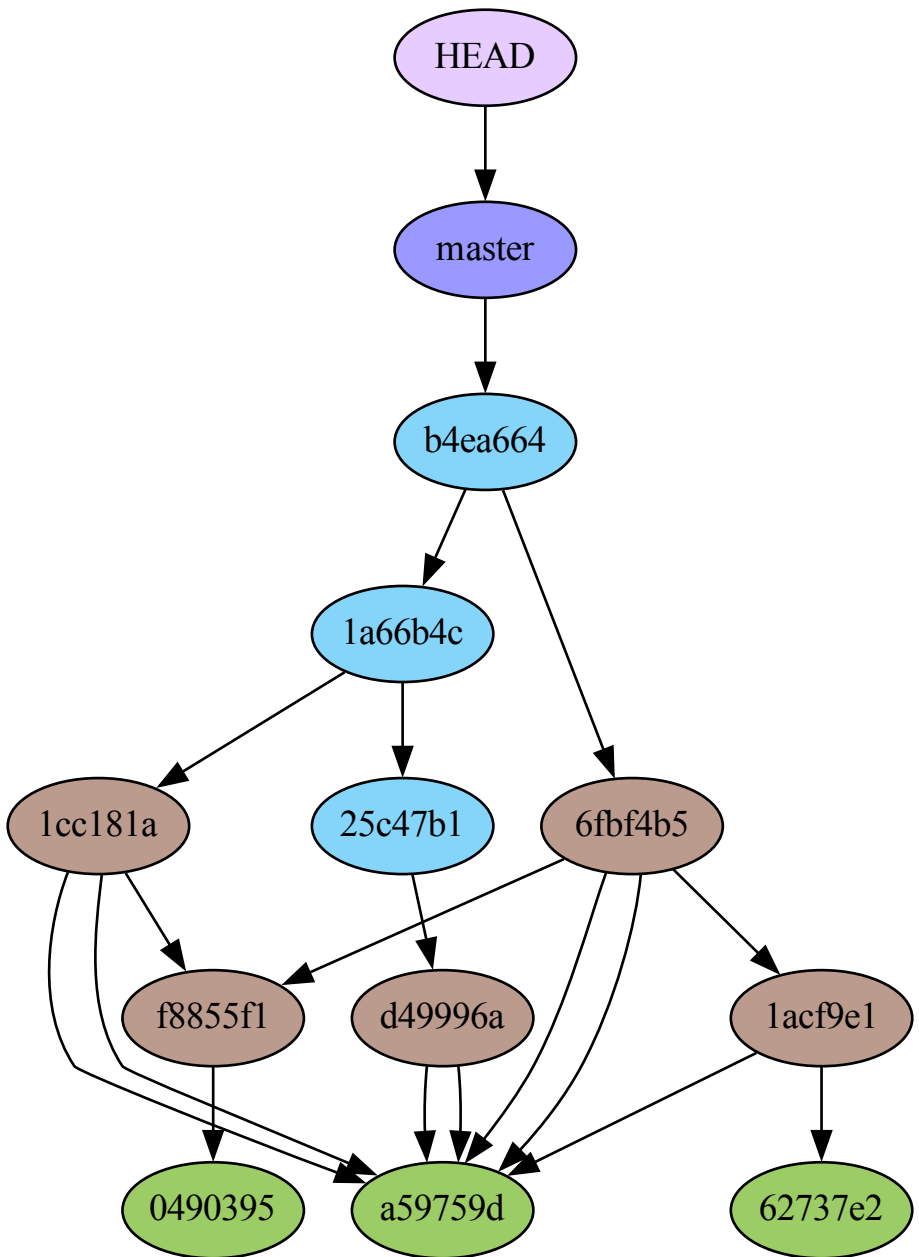 HEAD
master
b4ea664
1a66b4c
1cc181a
25c47b1
6fbf4b5
f8855f1
d49996a
1acf9e1
0490395
a59759d
62737e2